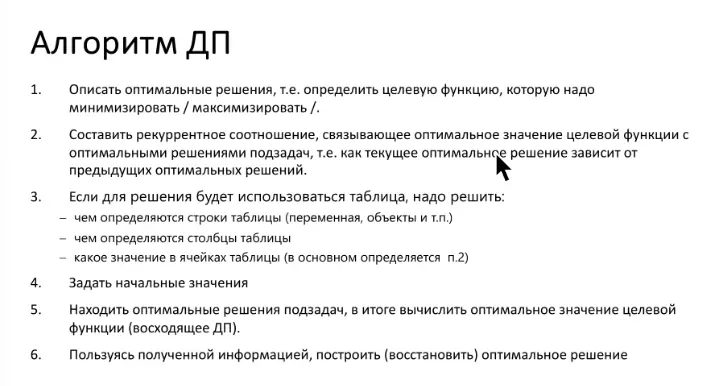 Алгоритм ДП
1. Описать оптимальные решения, т.е. определить целевую функцию, которую надо
минимизировать / максимизировать /.
2. Составить рекуррентное соотношение, связывающее оптимальное значение целевой функции с
оптимальными решениями подзадач, т.е. как текущее оптимальное решение зависит от
предыдущих оптимальных решений.
3. Если для решения будет использоваться таблица, надо решить:
– чем определяются строки таблицы (переменная, объекты и т.п.)
– чем определяются столбцы таблицы
– какое значение в ячейках таблицы (в основном определяется п.2)
4. Задать начальные значения
5. Находить оптимальные решения подзадач, в итоге вычислить оптимальное значение целевой
функции (восходящее ДП).
6. Пользуясь полученной информацией, построить (восстановить) оптимальное решение